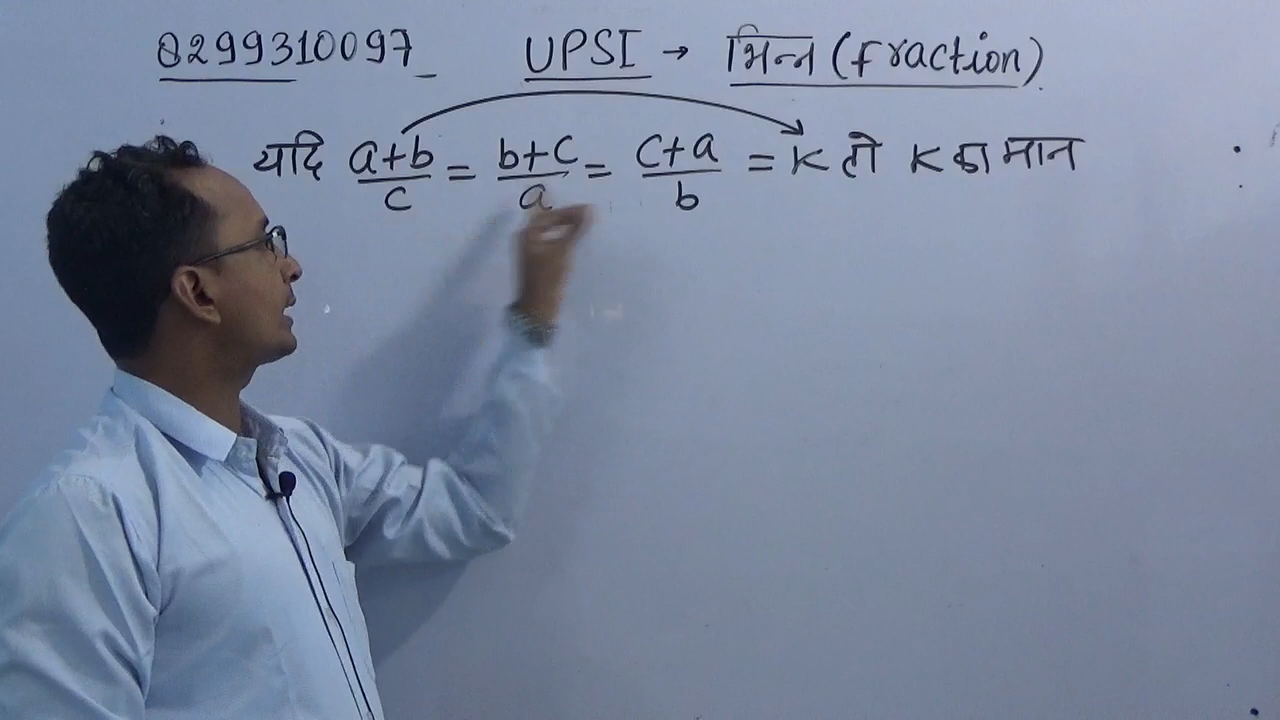 8299310097 UPSI → भिन्न (Fraction)
यदि a+b/c = b+c/a = c+a/b = K तो K का मान